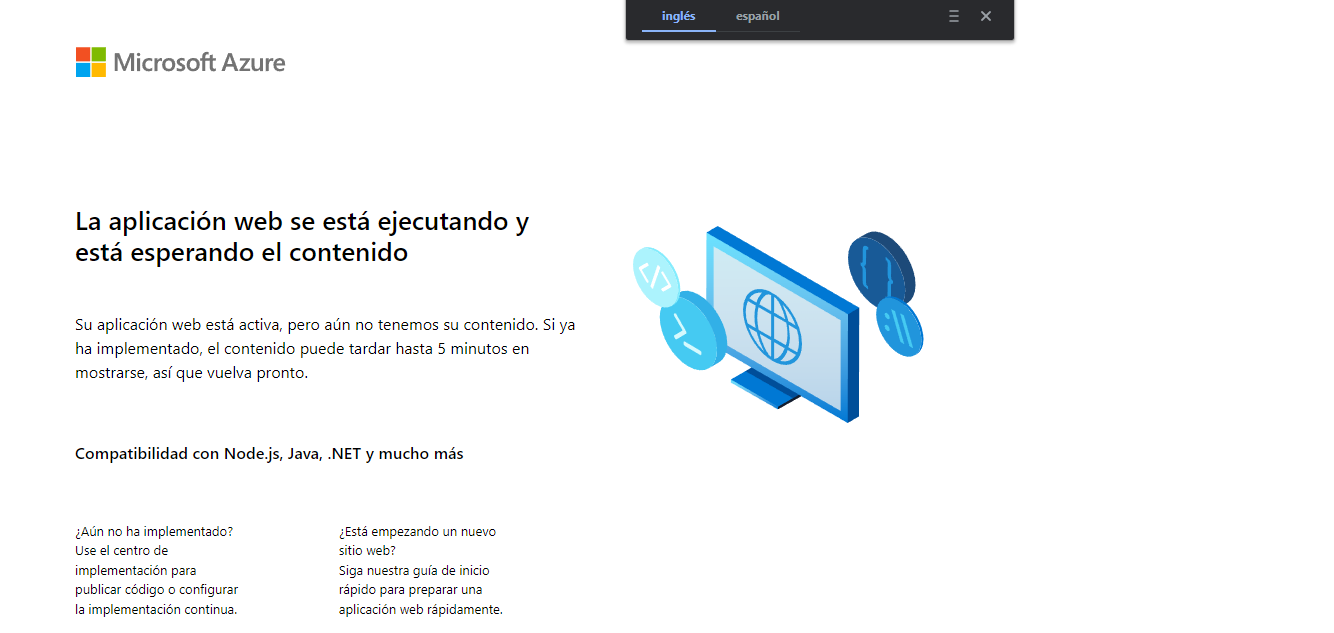 inglés español
Microsoft Azure
La aplicación web se está ejecutando y
está esperando el contenido
Su aplicación web está activa, pero aún no tenemos su contenido. Si ya
ha implementado, el contenido puede tardar hasta 5 minutos en
mostrarse, así que vuelva pronto.
Compatibilidad con Node.js, Java, .NET y mucho más
¿Aún no ha implementado?
Use el centro de
implementación para
publicar código o configurar
la implementación continua.
¿Está empezando un nuevo
sitio web?
Siga nuestra guía de inicio
rápido para preparar una
aplicación web rápidamente.